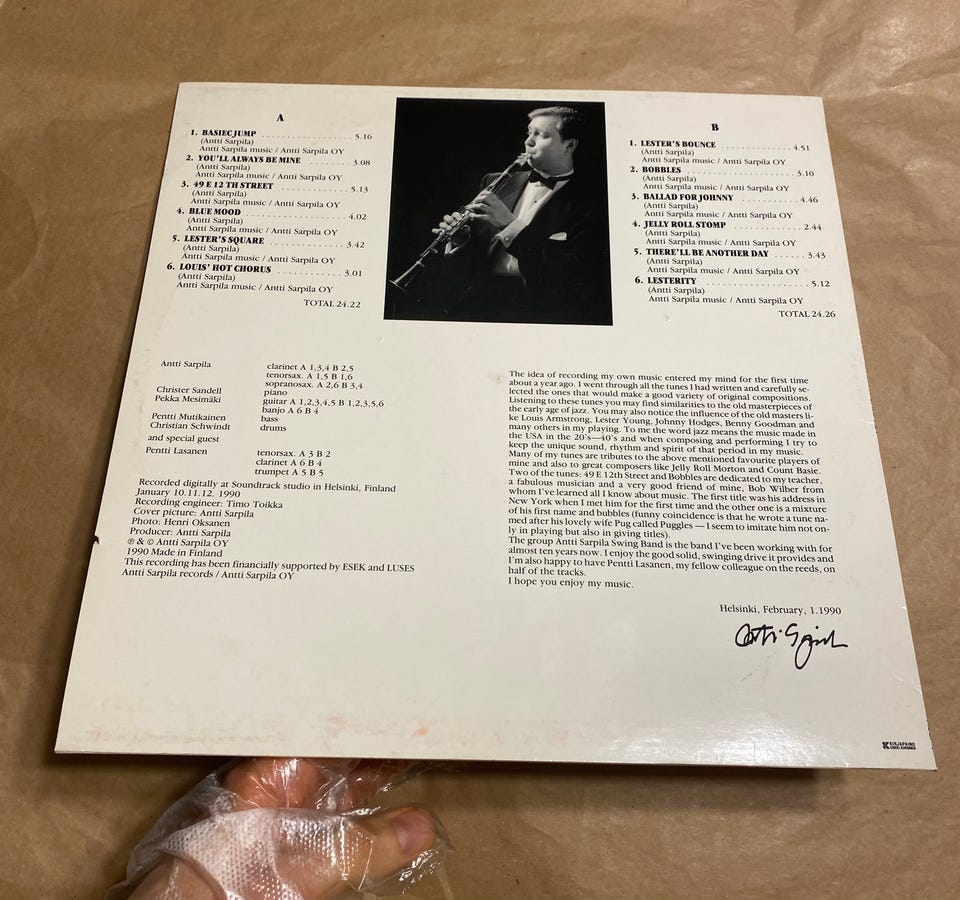 A
1. BASIEC JUMP . . . . . . . . . . . . . . . . . . 5.16
(Antti Sarpila)
Antti Sarpila music / Antti Sarpila OY
2. YOU'LL ALWAYS BE MINE . . . . . . . . 3.08
(Antti Sarpila)
Antti Sarpila music / Antti Sarpila OY
3. 49 E 12 TH STREET . . . . . . . . . . . . . . 5.13
(Antti Sarpila)
Antti Sarpila music / Antti Sarpila OY
4. BLUE MOOD . . . . . . . . . . . . . . . . . . . 4.02
(Antti Sarpila)
Antti Sarpila music / Antti Sarpila OY
5. LESTER'S SQUARE . . . . . . . . . . . . . . 3.42
(Antti Sarpila)
Antti Sarpila music / Antti Sarpila OY
6. LOUIS' HOT CHORUS . . . . . . . . . . . . 3.01
(Antti Sarpila)
Antti Sarpila music / Antti Sarpila OY
TOTAL 24.22
B
1. LESTER'S BOUNCE . . . . . . . . . . . . . 4.51
(Antti Sarpila)
Antti Sarpila music / Antti Sarpila OY
2. BOBBLES . . . . . . . . . . . . . . . . . . . . 3.10
(Antti Sarpila)
Antti Sarpila music / Antti Sarpila OY
3. BALLAD FOR JOHNNY . . . . . . . . . . 4.46
(Antti Sarpila)
Antti Sarpila music / Antti Sarpila OY
4. JELLY ROLL STOMP . . . . . . . . . . . . 2.44
(Antti Sarpila)
Antti Sarpila music / Antti Sarpila OY
5. THERE'LL BE ANOTHER DAY . . . . . . 3.43
(Antti Sarpila)
Antti Sarpila music / Antti Sarpila OY
6. LESTERITY . . . . . . . . . . . . . . . . . . . 5.12
(Antti Sarpila)
Antti Sarpila music / Antti Sarpila OY
TOTAL 24.26
Antti Sarpila clarinet A 1,3,4 B 2,5
tenorsax. A 1,5 B 1,6
sopranosax. A 2,6 B 3,4
Christer Sandell piano
Pekka Mesimäki guitar A 1,2,3,4,5 B 1,2,3,5,6
banjo A 6 B 4
Pentti Mutikainen bass
Christian Schwindt drums
and special guest
Pentti Lasanen tenorsax. A 3 B 2
clarinet A 6 B 4
trumpet A 5 B 5
Recorded digitally at Soundtrack studio in Helsinki, Finland
January 10.11.12. 1990
Recording engineer: Timo Toikka
Cover picture: Antti Sarpila
Photo: Henri Oksanen
Producer: Antti Sarpila
℗ & © Antti Sarpila OY
1990 Made in Finland
This recording has been financially supported by ESEK and LUSES
Antti Sarpila records / Antti Sarpila OY
The idea of recording my own music entered my mind for the first time
about a year ago. I went through all the tunes I had written and carefully se-
lected the ones that would make a good variety of original compositions.
Listening to these tunes you may find similarities to the old masterpieces of
the early age of jazz. You may also notice the influence of the old masters li-
ke Louis Armstrong, Lester Young, Johnny Hodges, Benny Goodman and
many others in my playing. To me the word jazz means the music made in
the USA in the 20's—40's and when composing and performing I try to
keep the unique sound, rhythm and spirit of that period in my music.
Many of my tunes are tributes to the above mentioned favourite players of
mine and also to great composers like Jelly Roll Morton and Count Basie.
Two of the tunes: 49 E 12th Street and Bobbles are dedicated to my teacher,
a fabulous musician and a very good friend of mine, Bob Wilber from
whom I've learned all I know about music. The first title was his address in
New York when I met him for the first time and the other one is a mixture
of his first name and bubbles (funny coincidence is that he wrote a tune na-
med after his lovely wife Pug called Puggles — I seem to imitate him not on-
ly in playing but also in giving titles).
The group Antti Sarpila Swing Band is the band I've been working with for
almost ten years now. I enjoy the good solid, swinging drive it provides and
I'm also happy to have Pentti Lasanen, my fellow colleague on the reeds, on
half of the tracks.
I hope you enjoy my music.
Helsinki, February, 1.1990
Antti Sarpila
KIRJAPAINO